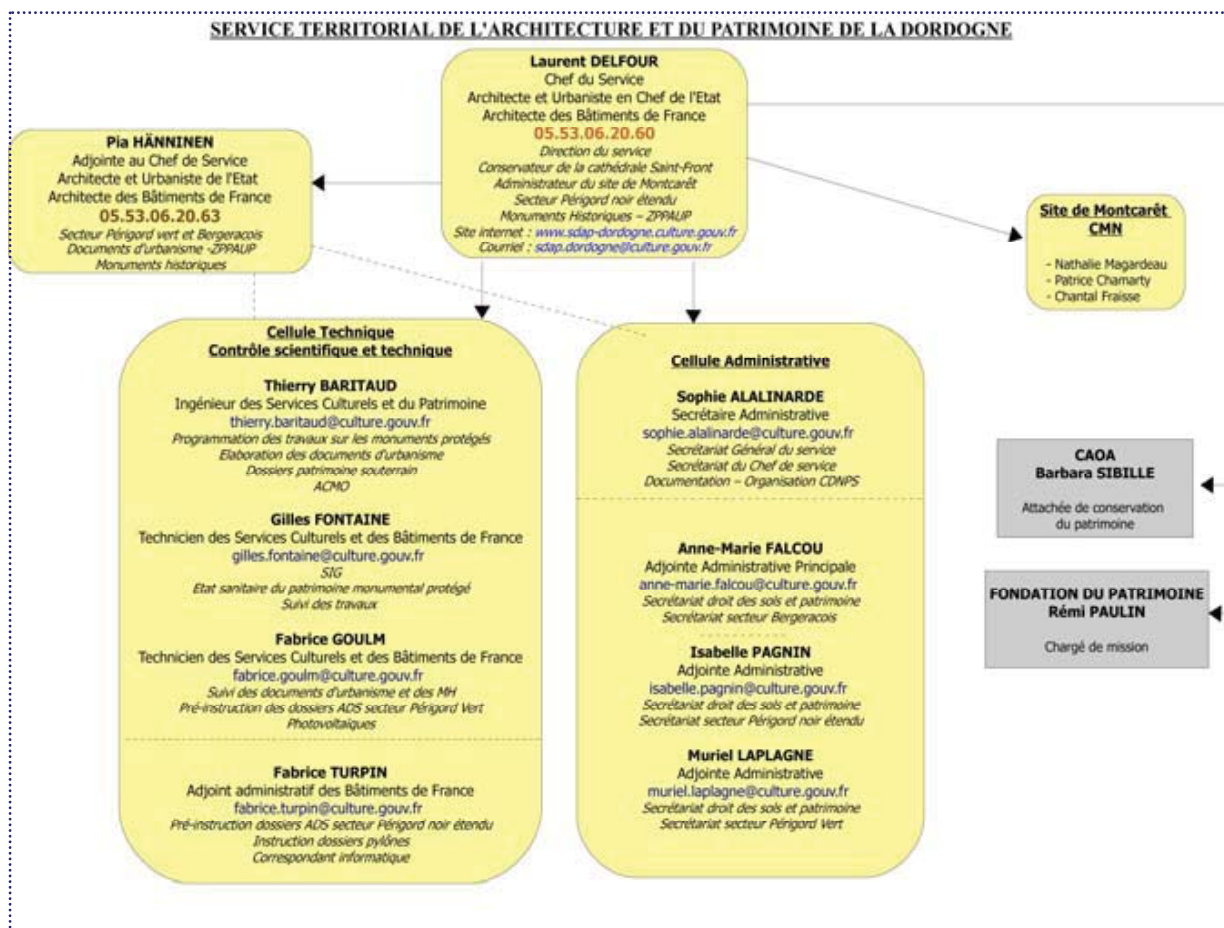 SERVICE TERRITORIAL DE L'ARCHITECTURE ET DU PATRIMOINE DE LA DORDOGNE
Laurent DELFOUR
Chef du Service
Architecte et Urbaniste en Chef de l'Etat
Architecte des Bâtiments de France
05.53.06.20.60
Direction du service
Conservateur de la cathédrale Saint-Front
Administrateur du site de Montcarêt
Secteur Périgord noir étendu
Monuments Historiques – ZPPAUP
Site internet : www.sdap-dordogne.culture.gouv.fr
Courriel : sdap.dordogne@culture.gouv.fr
Pia HÄNNINEN
Adjointe au Chef de Service
Architecte et Urbaniste de l'Etat
Architecte des Bâtiments de France
05.53.06.20.63
Secteur Périgord vert et Bergeracois
Documents d'urbanisme -ZPPAUP
Monuments historiques
Site de Montcarêt
CMN
- Nathalie Magardeau
- Patrice Chamarty
- Chantal Fraisse
Cellule Technique
Contrôle scientifique et technique
Thierry BARITAUD
Ingénieur des Services Culturels et du Patrimoine
thierry.baritaud@culture.gouv.fr
Programmation des travaux sur les monuments protégés
Elaboration des documents d'urbanisme
Dossiers patrimoine souterrain
ACMO
Gilles FONTAINE
Technicien des Services Culturels et des Bâtiments de France
gilles.fontaine@culture.gouv.fr
SIG
Etat sanitaire du patrimoine monumental protégé
Suivi des travaux
Fabrice GOULM
Technicien des Services Culturels et des Bâtiments de France
fabrice.goulm@culture.gouv.fr
Suivi des documents d'urbanisme et des MH
Pré-instruction des dossiers ADS secteur Périgord Vert
Photovoltaïques
Fabrice TURPIN
Adjoint administratif des Bâtiments de France
fabrice.turpin@culture.gouv.fr
Pré-instruction dossiers ADS secteur Périgord noir étendu
Instruction dossiers pylônes
Correspondant informatique
Cellule Administrative
Sophie ALALINARDE
Secrétaire Administrative
sophie.alalinarde@culture.gouv.fr
Secrétariat Général du service
Secrétariat du Chef de service
Documentation – Organisation CDNPS
Anne-Marie FALCOU
Adjointe Administrative Principale
anne-marie.falcou@culture.gouv.fr
Secrétariat droit des sols et patrimoine
Secrétariat secteur Bergeracois
Isabelle PAGNIN
Adjointe Administrative
isabelle.pagnin@culture.gouv.fr
Secrétariat droit des sols et patrimoine
Secrétariat secteur Périgord noir étendu
Muriel LAPLAGNE
Adjointe Administrative
muriel.laplagne@culture.gouv.fr
Secrétariat droit des sols et patrimoine
Secrétariat secteur Périgord Vert
CAOA
Barbara SIBILLE
Attachée de conservation
du patrimoine
FONDATION DU PATRIMOINE
Rémi PAULIN
Chargé de mission